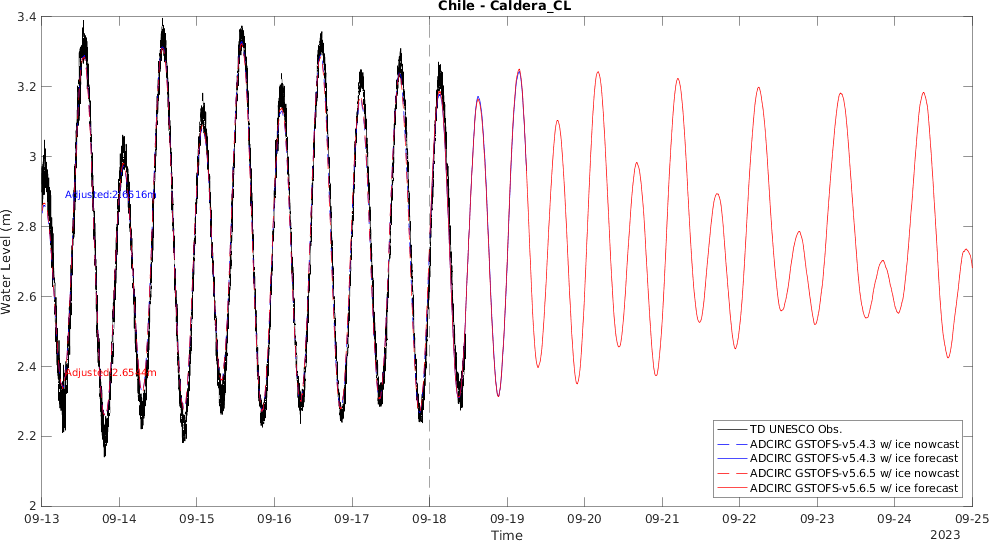 Chile - Caldera_CL
3.4
3.2
3
2.8
2.6
2.4
2.2
2
Water Level (m)
Adjusted:2.6516m
Adjusted:2.6534m
TD UNESCO Obs.
ADCIRC GSTOFS-v5.4.3 w/ ice nowcast
ADCIRC GSTOFS-v5.4.3 w/ ice forecast
ADCIRC GSTOFS-v5.6.5 w/ ice nowcast
ADCIRC GSTOFS-v5.6.5 w/ ice forecast
09-13 09-14 09-15 09-16 09-17 09-18 09-19 09-20 09-21 09-22 09-23 09-24 09-25
Time
2023